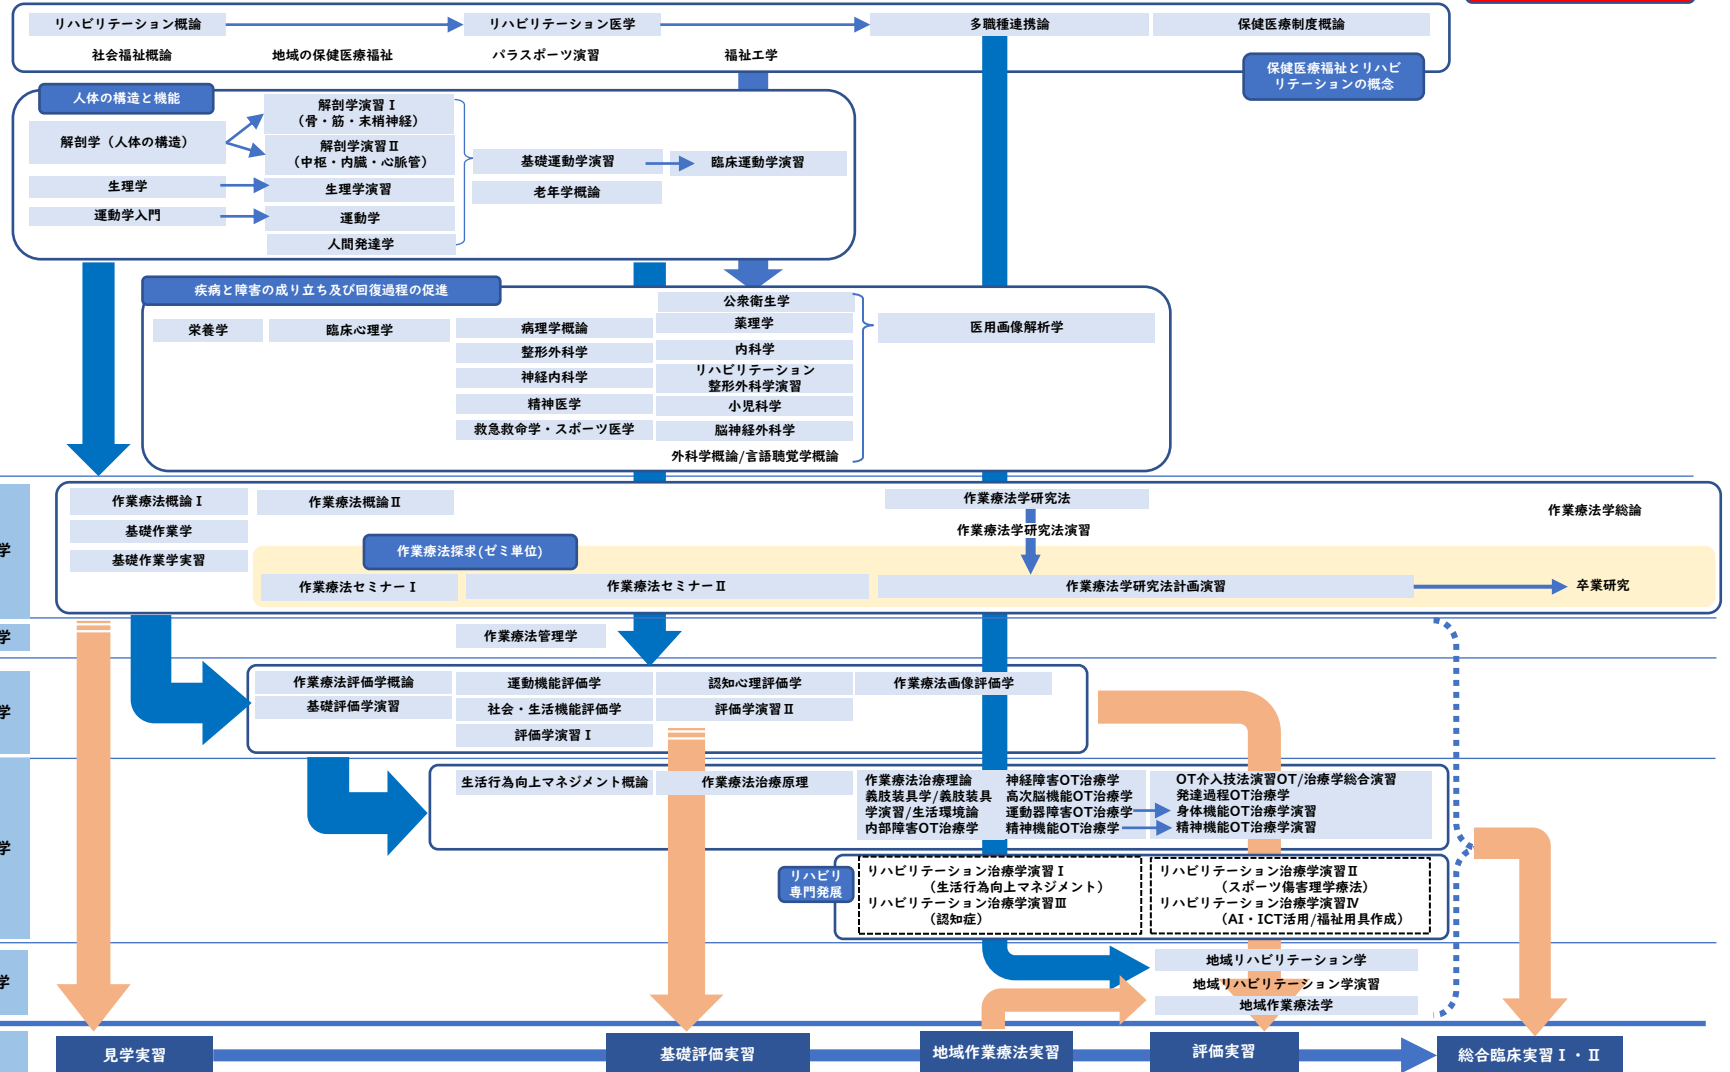 リハビリテーション概論
リハビリテーション医学
多職種連携論
保健医療制度概論
社会福祉概論
地域の保健医療福祉
パラスポーツ演習
福祉工学
保健医療福祉とリハビ
リテーションの概念
人体の構造と機能
解剖学（人体の構造）
解剖学演習Ⅰ
（骨・筋・末梢神経）
解剖学演習Ⅱ
（中枢・内臓・心脈管）
基礎運動学演習
臨床運動学演習
生理学
生理学演習
老年学概論
運動学入門
運動学
人間発達学
疾病と障害の成り立ち及び回復過程の促進
公衆衛生学
栄養学
臨床心理学
病理学概論
薬理学
医用画像解析学
整形外科学
内科学
神経内科学
リハビリテーション
整形外科学演習
精神医学
小児科学
救急救命学・スポーツ医学
脳神経外科学
外科学概論/言語聴覚学概論
作業療法概論Ⅰ
作業療法概論Ⅱ
作業療法学研究法
作業療法学総論
基礎作業学
作業療法学研究法演習
学
基礎作業学実習
作業療法探求(ゼミ単位)
作業療法セミナーⅠ
作業療法セミナーⅡ
作業療法学研究法計画演習
卒業研究
学
作業療法管理学
作業療法評価学概論
運動機能評価学
認知心理評価学
作業療法画像評価学
学
基礎評価学演習
社会・生活機能評価学
評価学演習Ⅱ
評価学演習Ⅰ
生活行為向上マネジメント概論
作業療法治療原理
作業療法治療理論
義肢装具学/義肢装具
学演習/生活環境論
内部障害OT治療学
神経障害OT治療学
高次脳機能OT治療学
運動器障害OT治療学
精神機能OT治療学
OT介入技法演習OT/治療学総合演習
発達過程OT治療学
身体機能OT治療学演習
精神機能OT治療学演習
学
リハビリ
専門発展
リハビリテーション治療学演習Ⅰ
（生活行為向上マネジメント）
リハビリテーション治療学演習Ⅲ
（認知症）
リハビリテーション治療学演習Ⅱ
（スポーツ傷害理学療法）
リハビリテーション治療学演習Ⅳ
（AI・ICT活用/福祉用具作成）
学
地域リハビリテーション学
地域リハビリテーション学演習
地域作業療法学
見学実習
基礎評価実習
地域作業療法実習
評価実習
総合臨床実習Ⅰ・Ⅱ